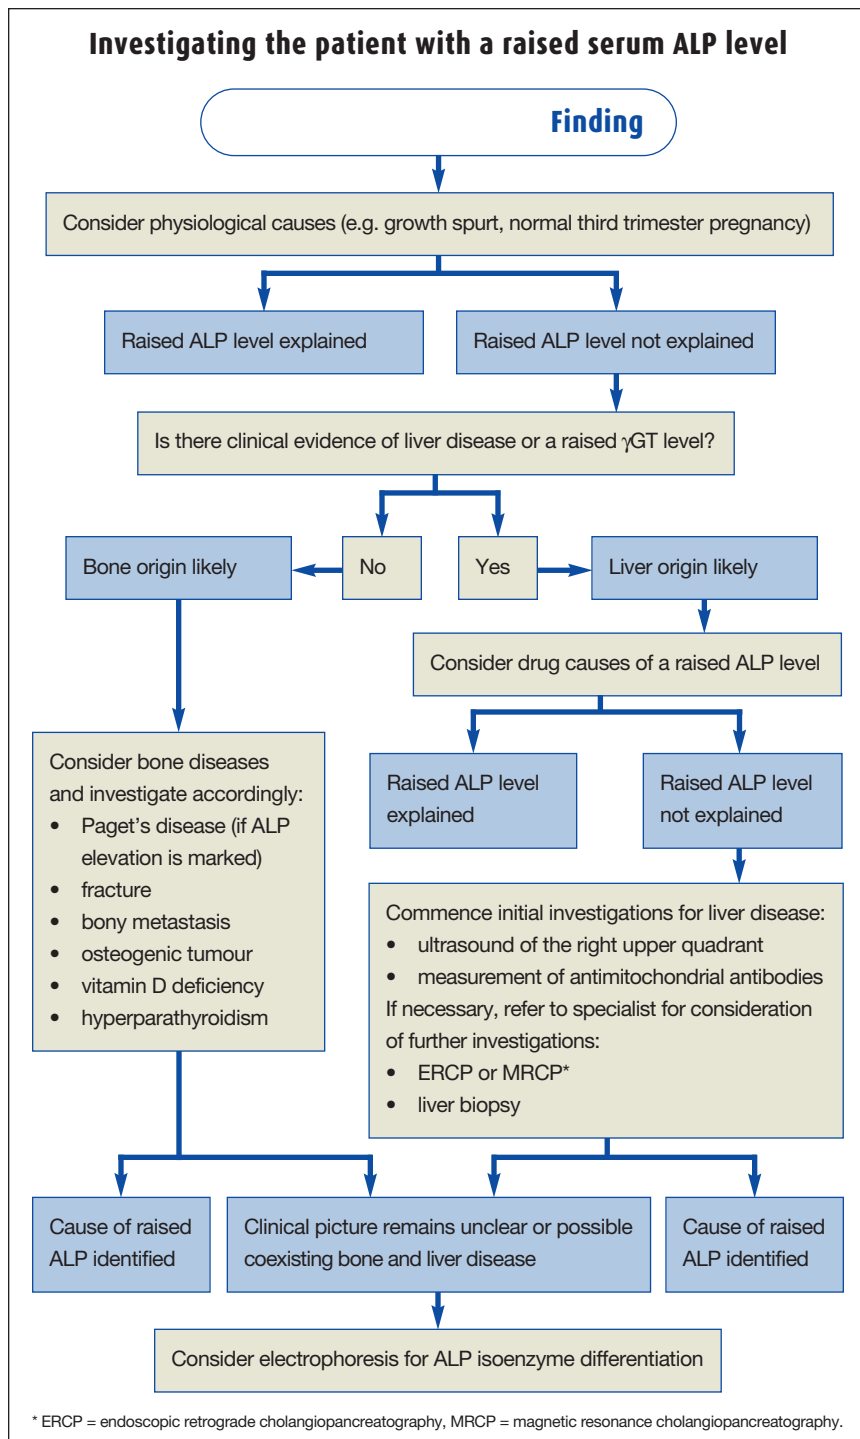 Investigating the patient with a raised serum ALP level
Finding
Consider physiological causes (e.g. growth spurt, normal third trimester pregnancy)
Raised ALP level explained
Raised ALP level not explained
Is there clinical evidence of liver disease or a raised γGT level?
Bone origin likely
No
Yes
Liver origin likely
Consider drug causes of a raised ALP level
Raised ALP level
explained
Raised ALP level
not explained
Consider bone diseases
and investigate accordingly:
• Paget's disease (if ALP
elevation is marked)
• fracture
• bony metastasis
• osteogenic tumour
• vitamin D deficiency
• hyperparathyroidism
Commence initial investigations for liver disease:
• ultrasound of the right upper quadrant
• measurement of antimitochondrial antibodies
If necessary, refer to specialist for consideration
of further investigations:
• ERCP or MRCP*
• liver biopsy
Cause of raised
ALP identified
Clinical picture remains unclear or possible
coexisting bone and liver disease
Cause of raised
ALP identified
Consider electrophoresis for ALP isoenzyme differentiation
* ERCP = endoscopic retrograde cholangiopancreatography, MRCP = magnetic resonance cholangiopancreatography.